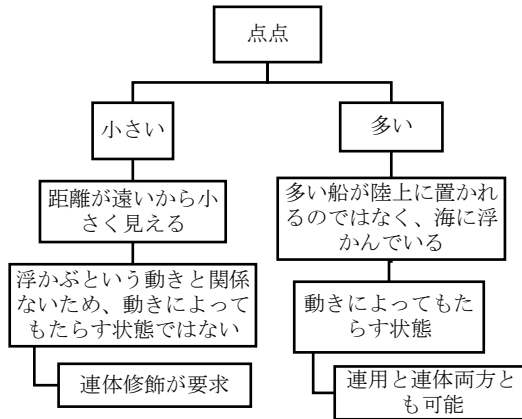 点点
小さい
多い
距離が遠いから小
さく見える
多い船が陸上に置かれ
るのではなく、海に浮
かんでいる
浮かぶという動きと関係
ないため、動きによって
もたらす状態ではない
動きによってもた
らす状態
連体修飾が要求
連用と連体両方と
も可能